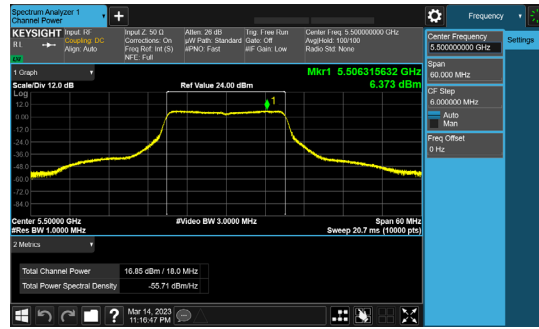 Spectrum Analyzer 1
Channel Power
+
Frequency
KEYSIGHT
Input: RF
Coupling: DC
Align: Auto
Input Z: 50 Ω
Corrections: On
Freq Ref: Int (S)
NFE: Full
Atten: 26 dB
µW Path: Standard
#PNO: Fast
Trig: Free Run
Gate: Off
#IF Gain: Low
Center Freq: 5.500000000 GHz
Avg|Hold: 100/100
Radio Std: None
Center Frequency
5.500000000 GHz
Settings
Span
60.000 MHz
CF Step
6.000000 MHz
Auto
Man
Freq Offset
0 Hz
1 Graph
Mkr1 5.506315632 GHz
6.373 dBm
Scale/Div 12.0 dB
Ref Value 24.00 dBm
Log
12.0
0.00
-12.0
-24.0
-36.0
-48.0
-60.0
-72.0
-84.0
1
Center 5.50000 GHz
#Video BW 3.0000 MHz
Span 60 MHz
#Res BW 1.0000 MHz
Sweep 20.7 ms (10000 pts)
2 Metrics
Total Channel Power
16.85 dBm / 18.0 MHz
Total Power Spectral Density
-55.71 dBm/Hz
?
Mar 14, 2023
11:16:47 PM